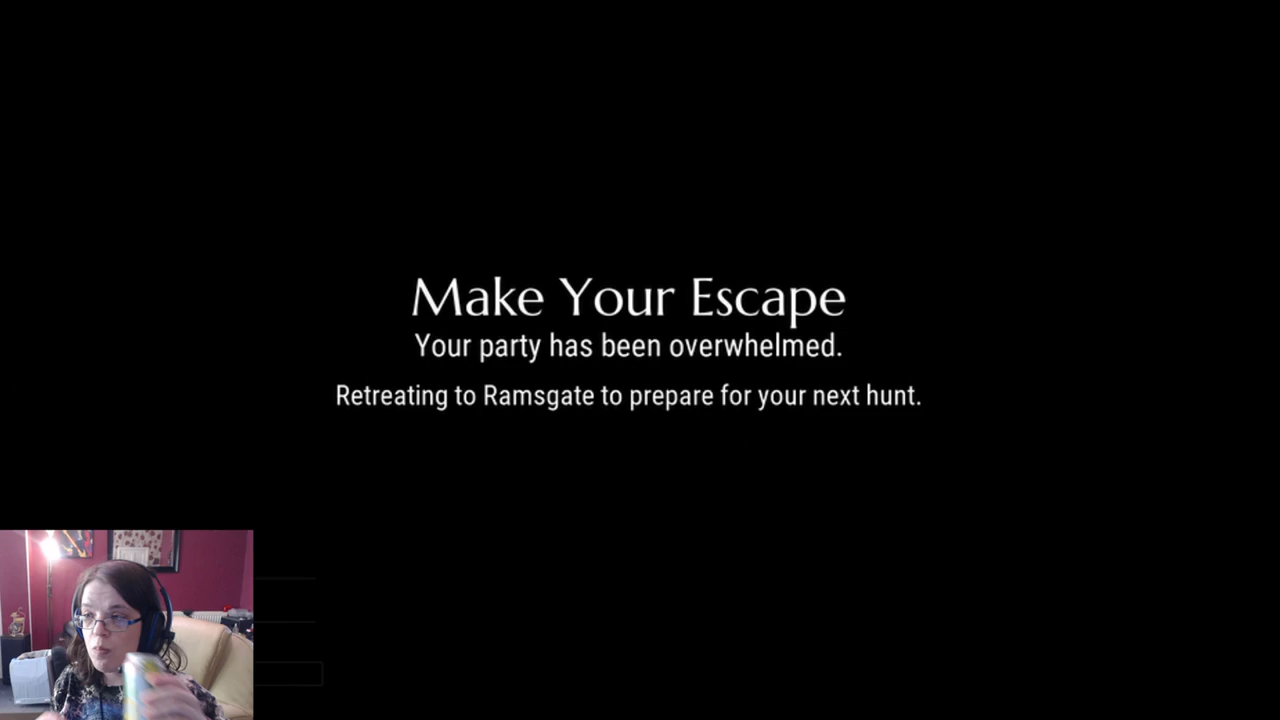 Make Your Escape
Your party has been overwhelmed.
Retreating to Ramsgate to prepare for your next hunt.